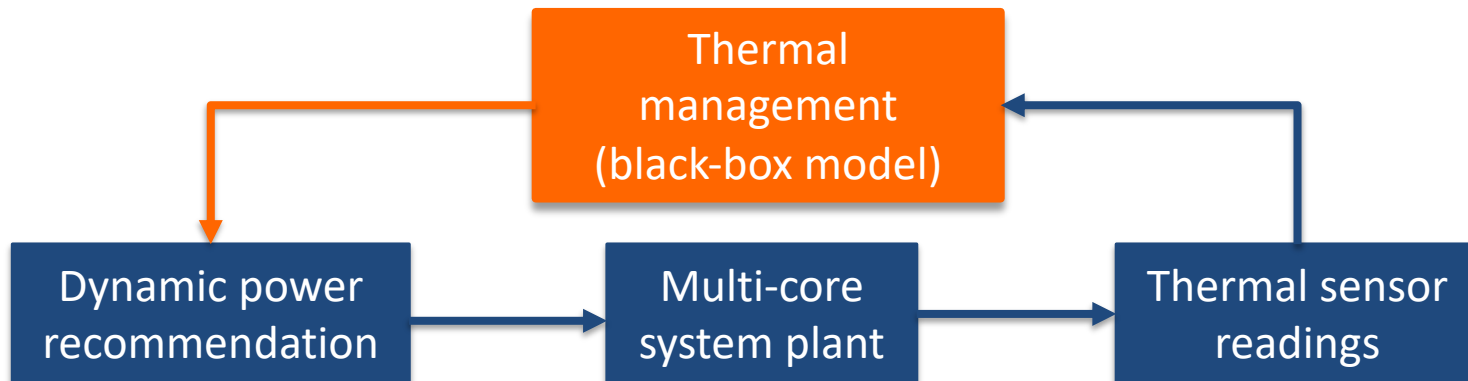 Thermal
management
(black-box model)
Dynamic power
recommendation
Multi-core
system plant
Thermal sensor
readings